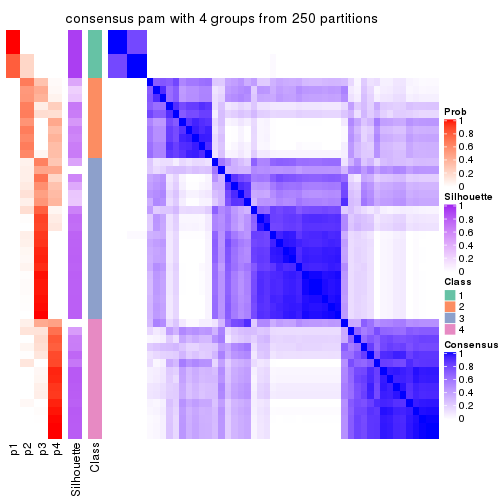 consensus pam with 4 groups from 250 partitions
Prob
1
0.8
0.6
0.4
0.2
0
Silhouette
1
0.8
0.6
0.4
0.2
0
Class
1
2
3
4
Consensus
1
0.8
0.6
0.4
0.2
0
p1
p2
p3
p4
Silhouette
Class